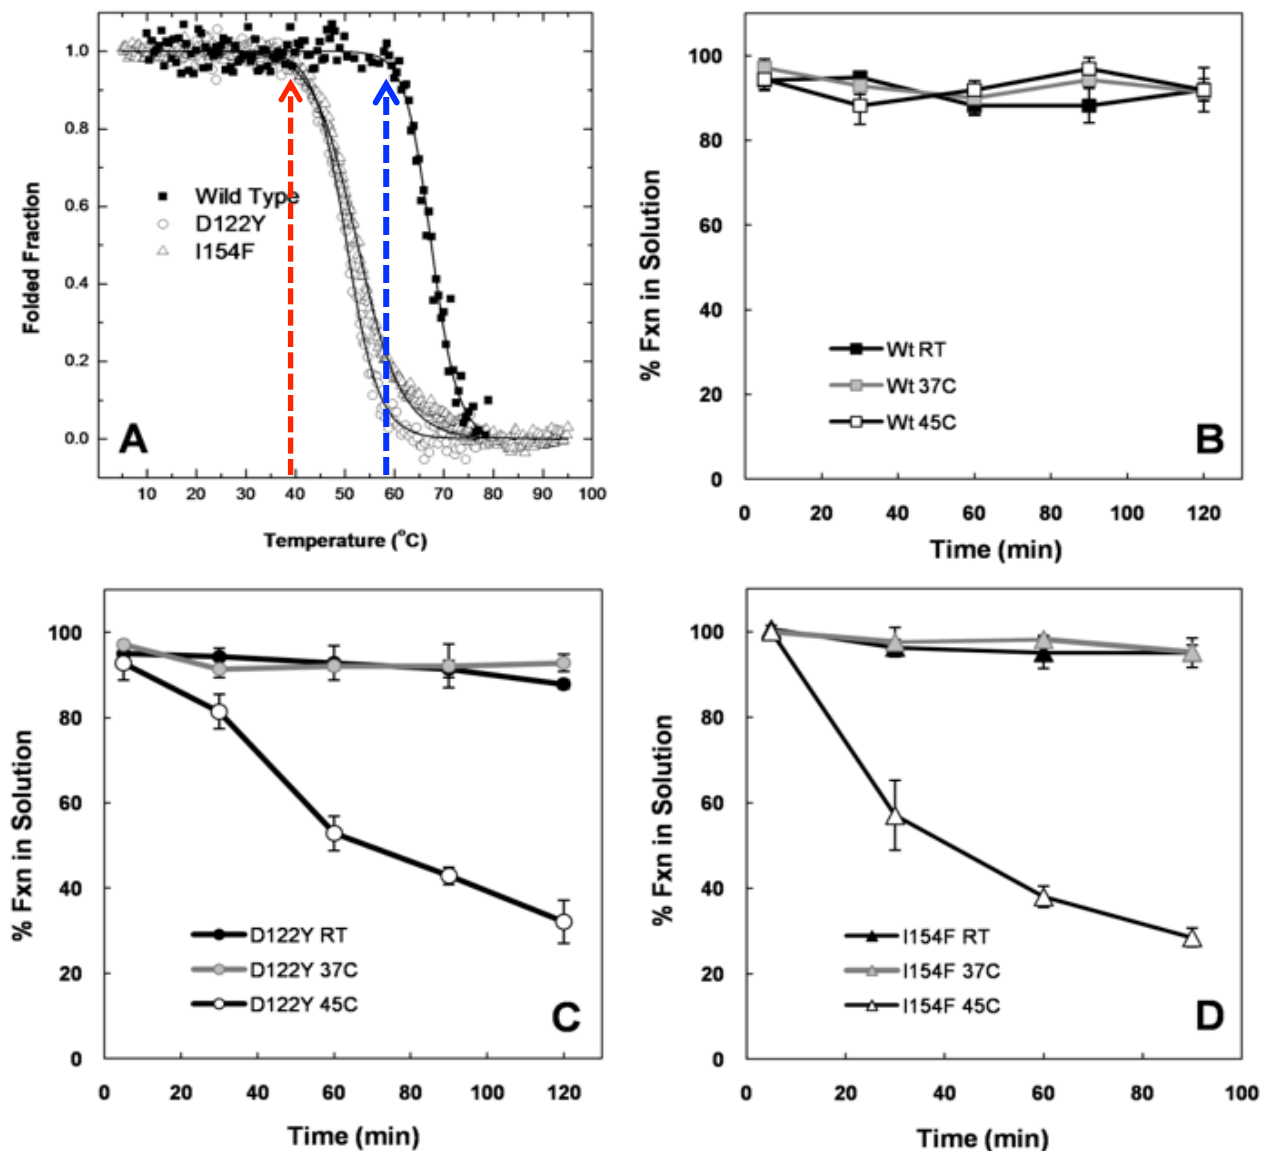 1.0
0.8
0.6
0.4
0.2
0.0
Folded Fraction
Wild Type
D122Y
I154F
A
10 20 30 40 50 60 70 80 90 100
Temperature (°C)
100
80
60
40
20
0
% Fxn in Solution
Wt RT
Wt 37C
Wt 45C
B
0 20 40 60 80 100 120
Time (min)
100
80
60
40
20
0
% Fxn in Solution
D122Y RT
D122Y 37C
D122Y 45C
C
0 20 40 60 80 100 120
Time (min)
100
80
60
40
20
0
% Fxn in Solution
I154F RT
I154F 37C
I154F 45C
D
0 20 40 60 80 100
Time (min)